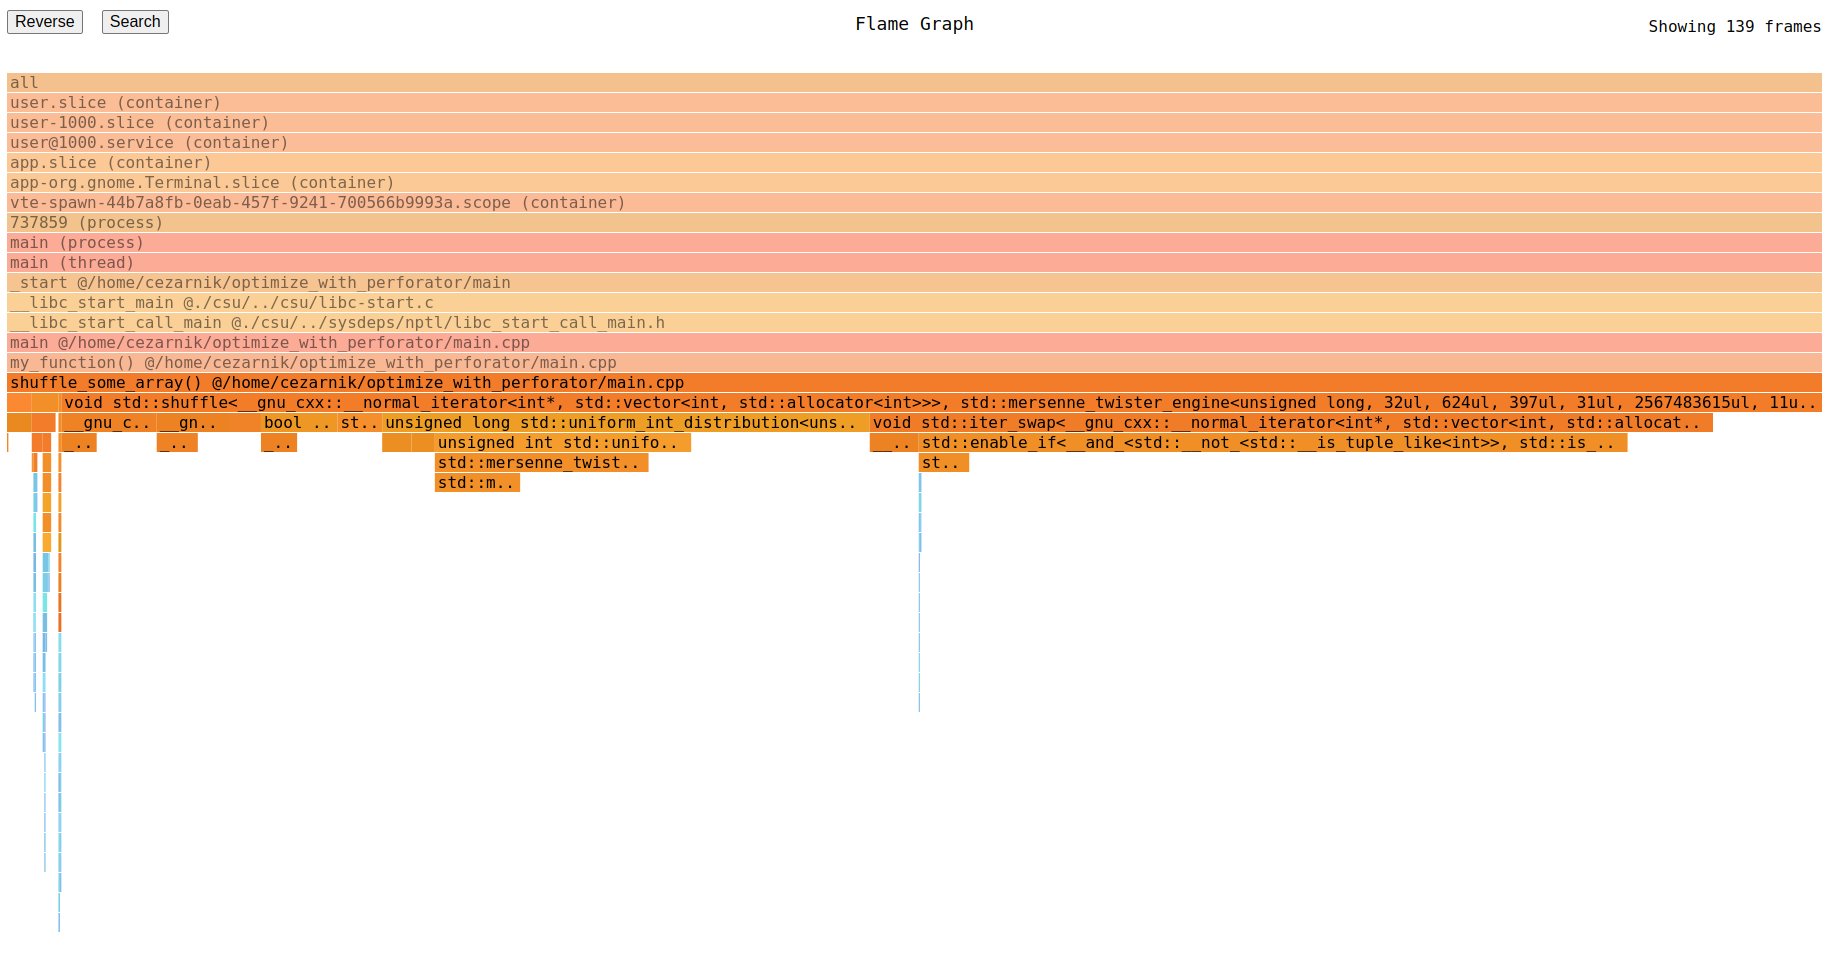 Reverse Search Flame Graph Showing 139 frames
all
user.slice (container)
user-1000.slice (container)
user@1000.service (container)
app.slice (container)
app-org.gnome.Terminal.slice (container)
vte-spawn-44b7a8fb-0eab-457f-9241-700566b9993a.scope (container)
737859 (process)
main (process)
main (thread)
_start @/home/cezarnik/optimize_with_perforator/main
__libc_start_main @./csu/../csu/libc-start.c
__libc_start_call_main @./csu/../sysdeps/nptl/libc_start_call_main.h
main @/home/cezarnik/optimize_with_perforator/main.cpp
my_function() @/home/cezarnik/optimize_with_perforator/main.cpp
shuffle_some_array() @/home/cezarnik/optimize_with_perforator/main.cpp
void std::shuffle<__gnu_cxx::__normal_iterator<int*, std::vector<int, std::allocator<int>>>, std::mersenne_twister_engine<unsigned long, 32ul, 624ul, 397ul, 31ul, 2567483615ul, 11u..
__gnu_c.. __gn.. bool .. st.. unsigned long std::uniform_int_distribution<uns.. void std::iter_swap<__gnu_cxx::__normal_iterator<int*, std::vector<int, std::allocat..
_.. _.. _.. unsigned int std::unifo.. __.. std::enable_if<__and_<std::__not_<std::__is_tuple_like<int>>, std::is_..
std::mersenne_twist.. st..
std::m..